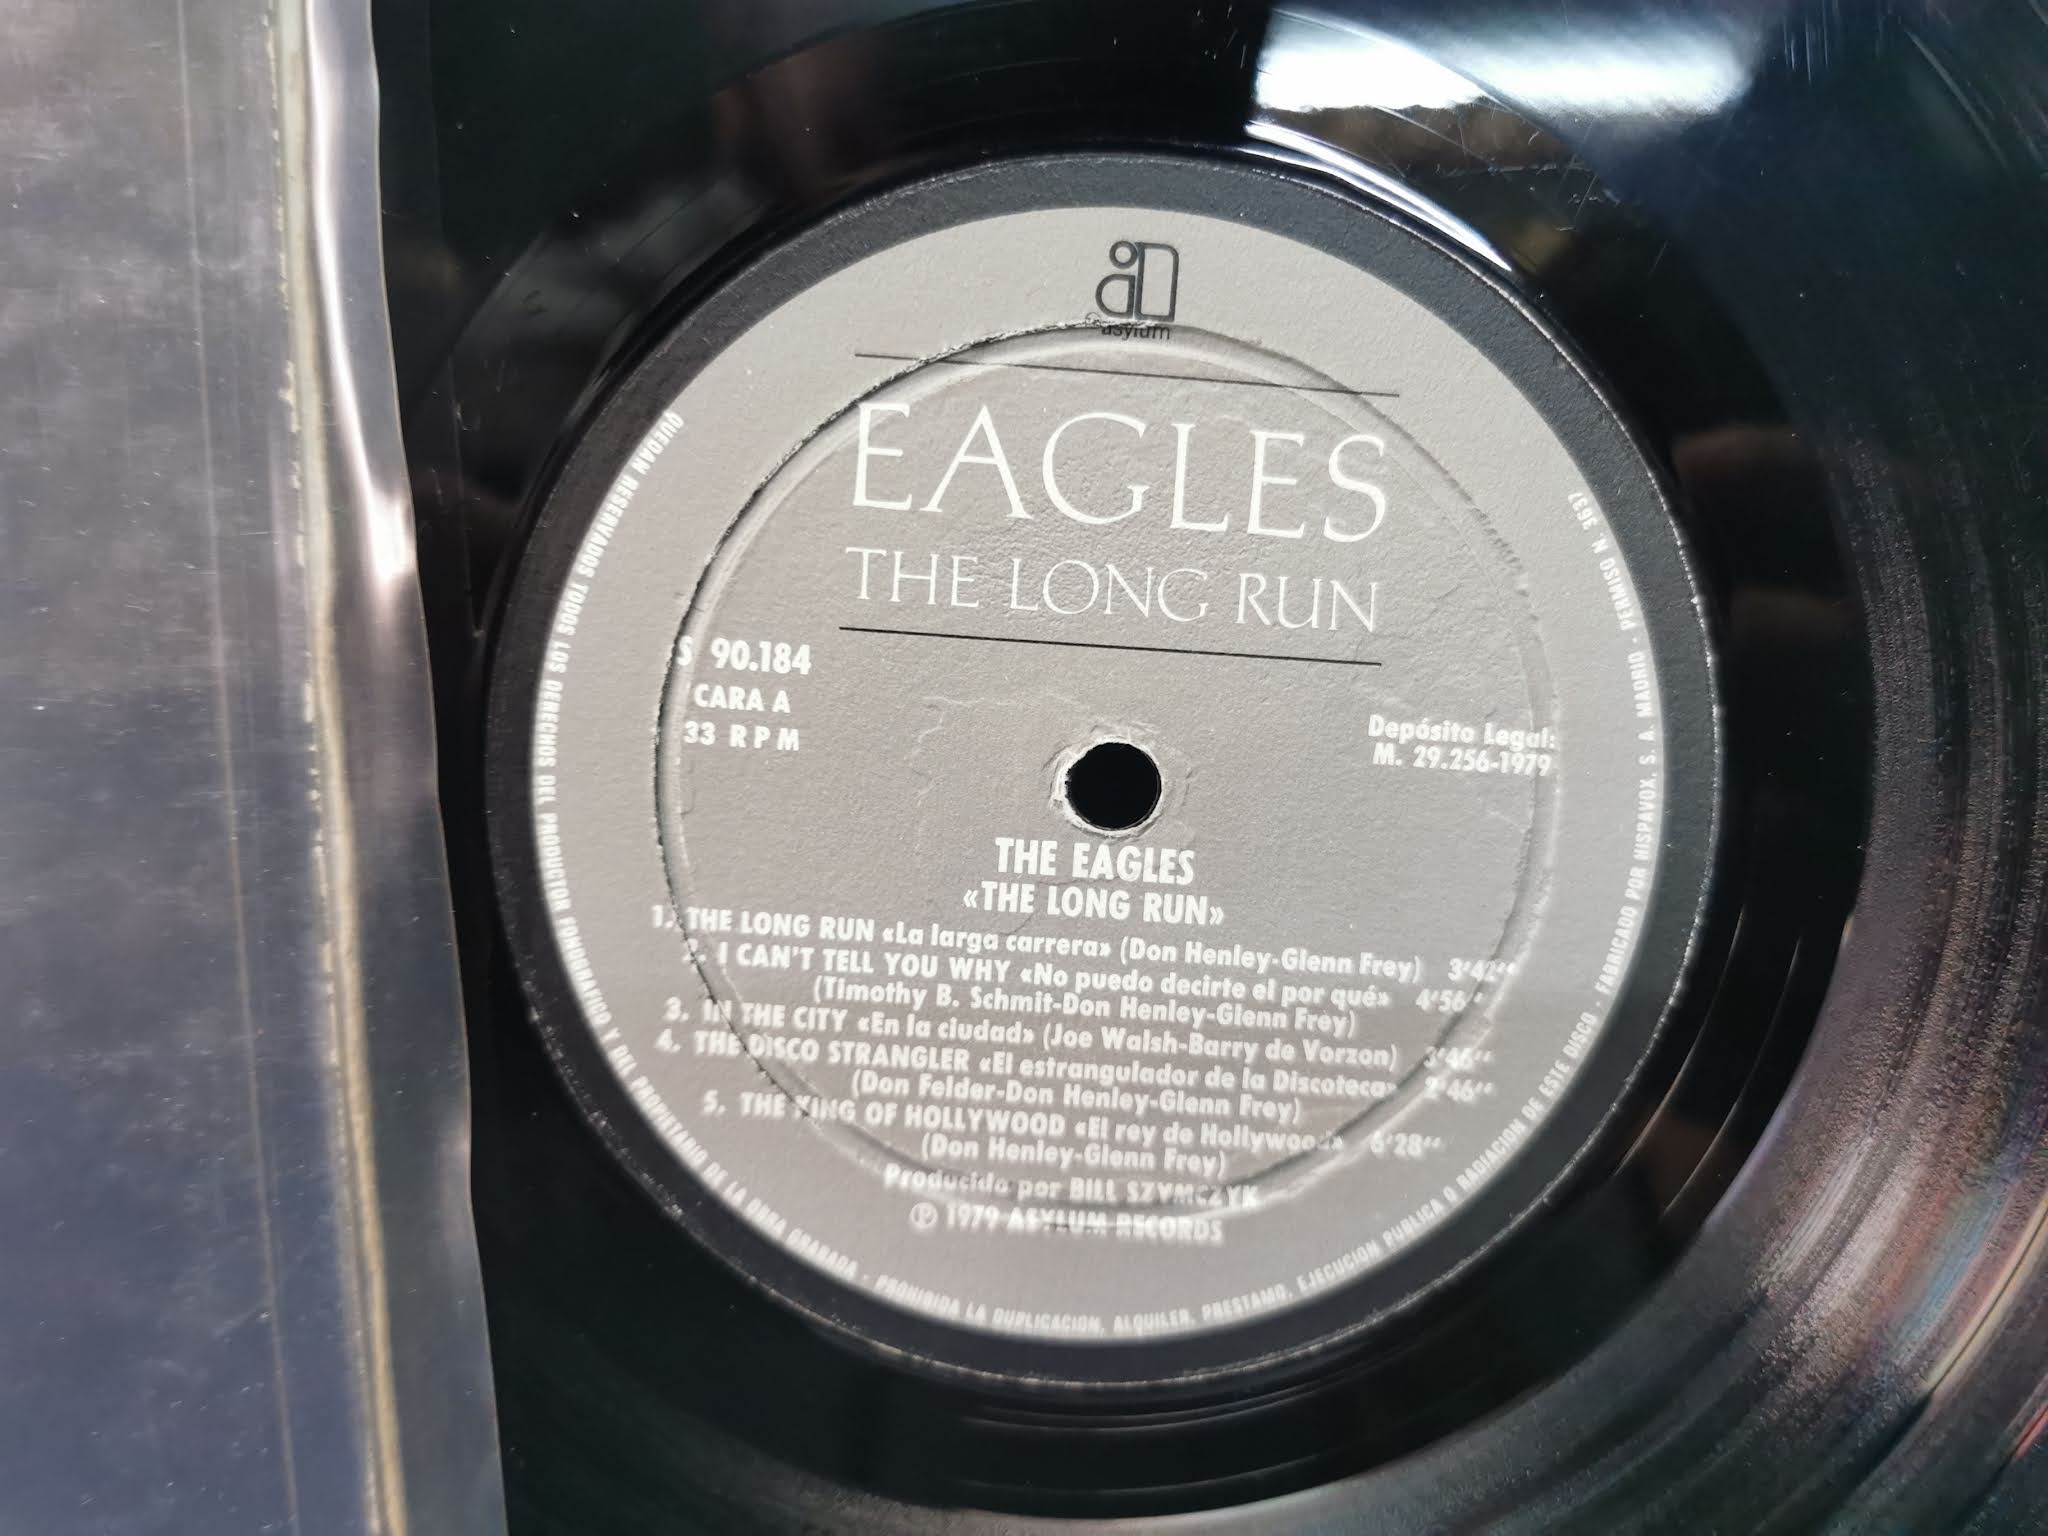 asylum
EAGLES
THE LONG RUN
S 90.184
CARA A
33 RPM
Depósito Legal:
M. 29.256-1979
THE EAGLES
«THE LONG RUN»
1. THE LONG RUN «La larga carrera» (Don Henley-Glenn Frey) 3'42''
2. I CAN'T TELL YOU WHY «No puedo decirte el por qué» 4'56''
(Timothy B. Schmit-Don Henley-Glenn Frey)
3. IN THE CITY «En la ciudad» (Joe Walsh-Barry de Vorzon) 3'46''
4. THE DISCO STRANGLER «El estrangulador de la Discoteca» 2'46''
(Don Felder-Don Henley-Glenn Frey)
5. THE KING OF HOLLYWOOD «El rey de Hollywood» 6'28''
(Don Henley-Glenn Frey)
Producido por BILL SZYMCZYK
Ⓟ 1979 ASYLUM RECORDS
QUEDAN RESERVADOS TODOS LOS DERECHOS DEL PRODUCTOR FONOGRAFICO Y DEL PROPIETARIO DE LA OBRA GRABADA - PROHIBIDA LA DUPLICACION, ALQUILER, PRESTAMO, EJECUCION PUBLICA O RADIACION DE ESTE DISCO - FABRICADO POR HISPAVOX, S. A. MADRID - PERMISO N. 3637